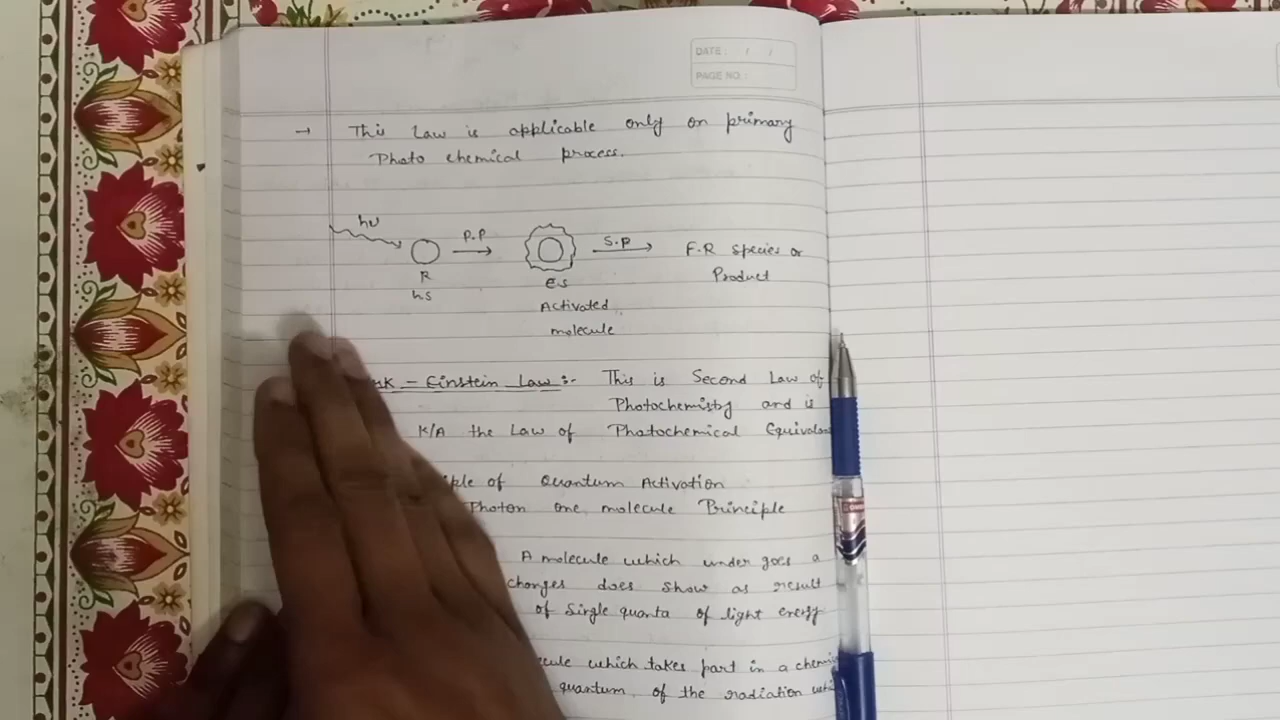 DATE: / /
PAGE NO.:
→ This Law is applicable only on primary
Photo chemical process.
hν
P.P
S.P
F.R species or
Product
R
hs
E.S
Activated
molecule
- Einstein Law :- This is Second Law of
Photochemistry and is
K/A the Law of Photochemical
of Quantum Activation
Photon one molecule Principle
A molecule which under goes a
changes does show as result
of Single quanta of light energy
which takes part in a
quantum of the radiation